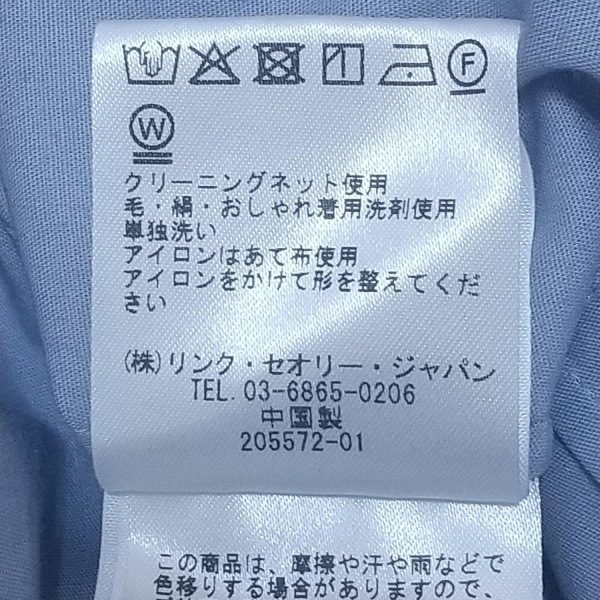 F
W
クリーニングネット使用
毛・絹・おしゃれ着用洗剤使用
単独洗い
アイロンはあて布使用
アイロンをかけて形を整えてくだ
さい
(株)リンク・セオリー・ジャパン
TEL.03-6865-0206
中国製
205572-01
この商品は、摩擦や汗や雨などで
色移りする場合がありますので、